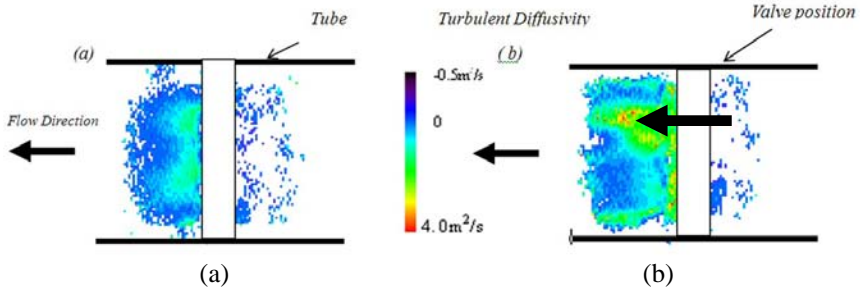 Tube
Turbulent Diffusivity
Valve position
(a)
(b)
-0.5m²/s
Flow Direction
0
4.0m²/s
(a)
(b)